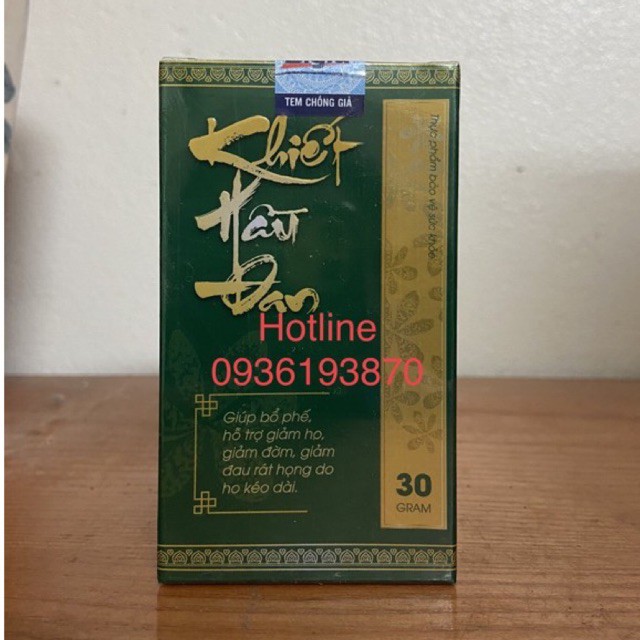 TEM CHỐNG GIẢ
Khiết
Hầu
Đan
Thực phẩm bảo vệ sức khỏe
Hotline
0936193870
Giúp bổ phế,
hỗ trợ giảm ho,
giảm đờm, giảm
đau rát họng do
ho kéo dài.
30
GRAM